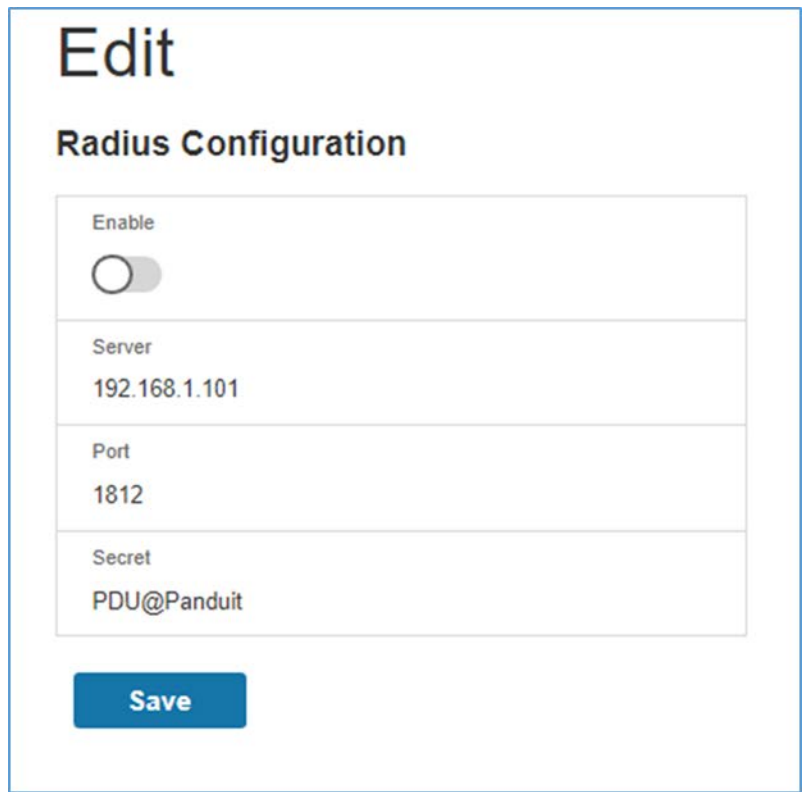 Edit
Radius Configuration
Enable
Server
192.168.1.101
Port
1812
Secret
PDU@Panduit
Save